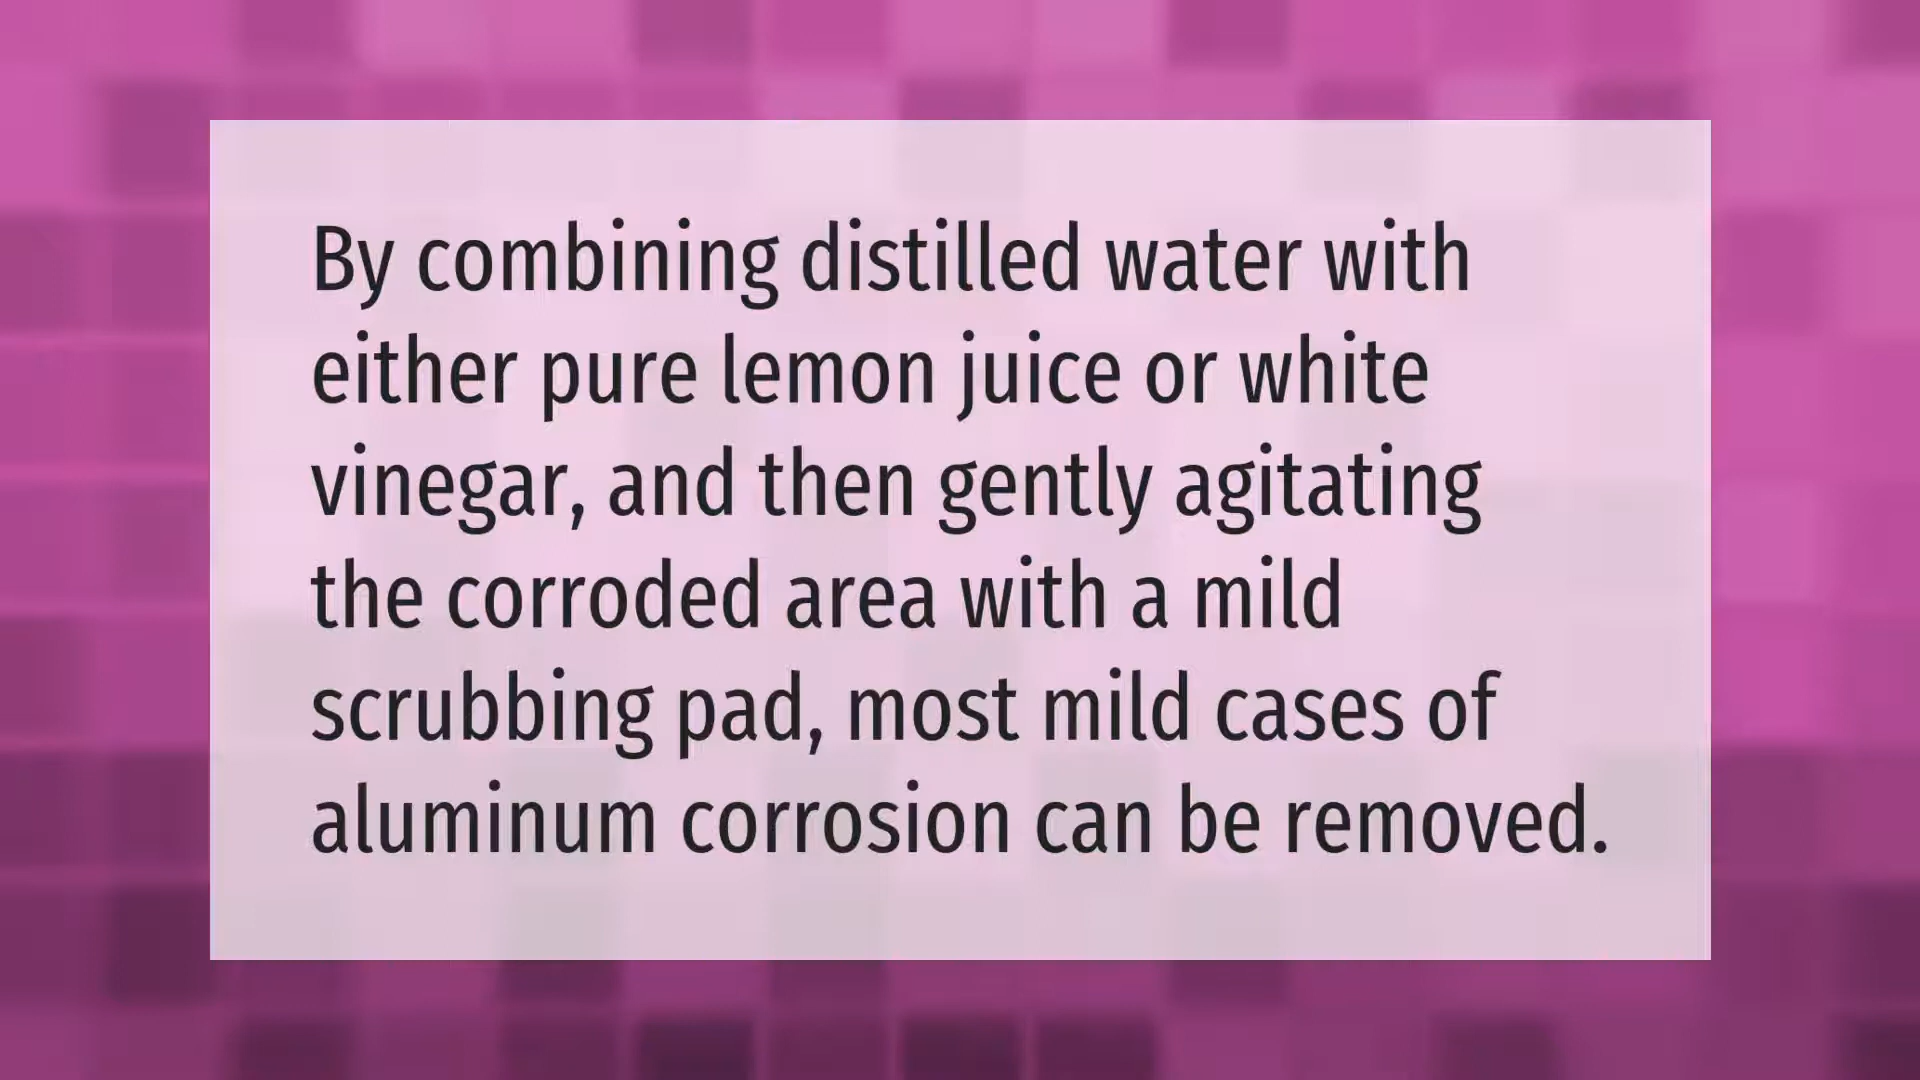 By combining distilled water with
either pure lemon juice or white
vinegar, and then gently agitating
the corroded area with a mild
scrubbing pad, most mild cases of
aluminum corrosion can be removed.